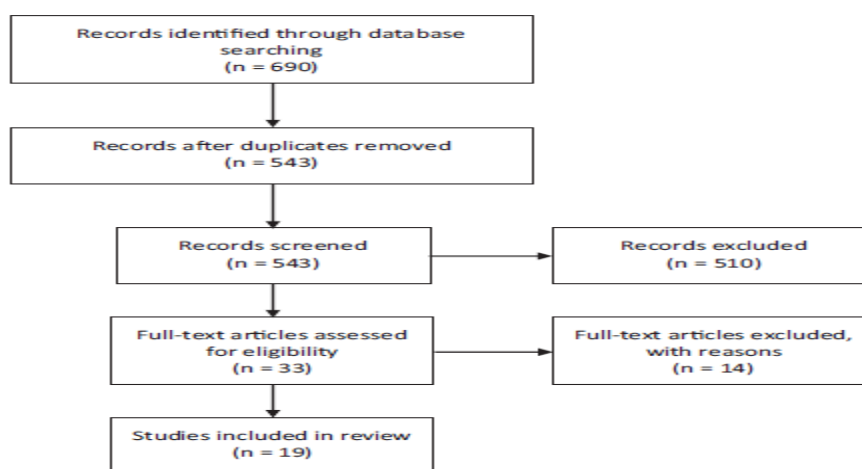 Records identified through database
searching
(n = 690)
Records after duplicates removed
(n = 543)
Records screened
(n = 543)
Records excluded
(n = 510)
Full-text articles assessed
for eligibility
(n = 33)
Full-text articles excluded,
with reasons
(n = 14)
Studies included in review
(n = 19)